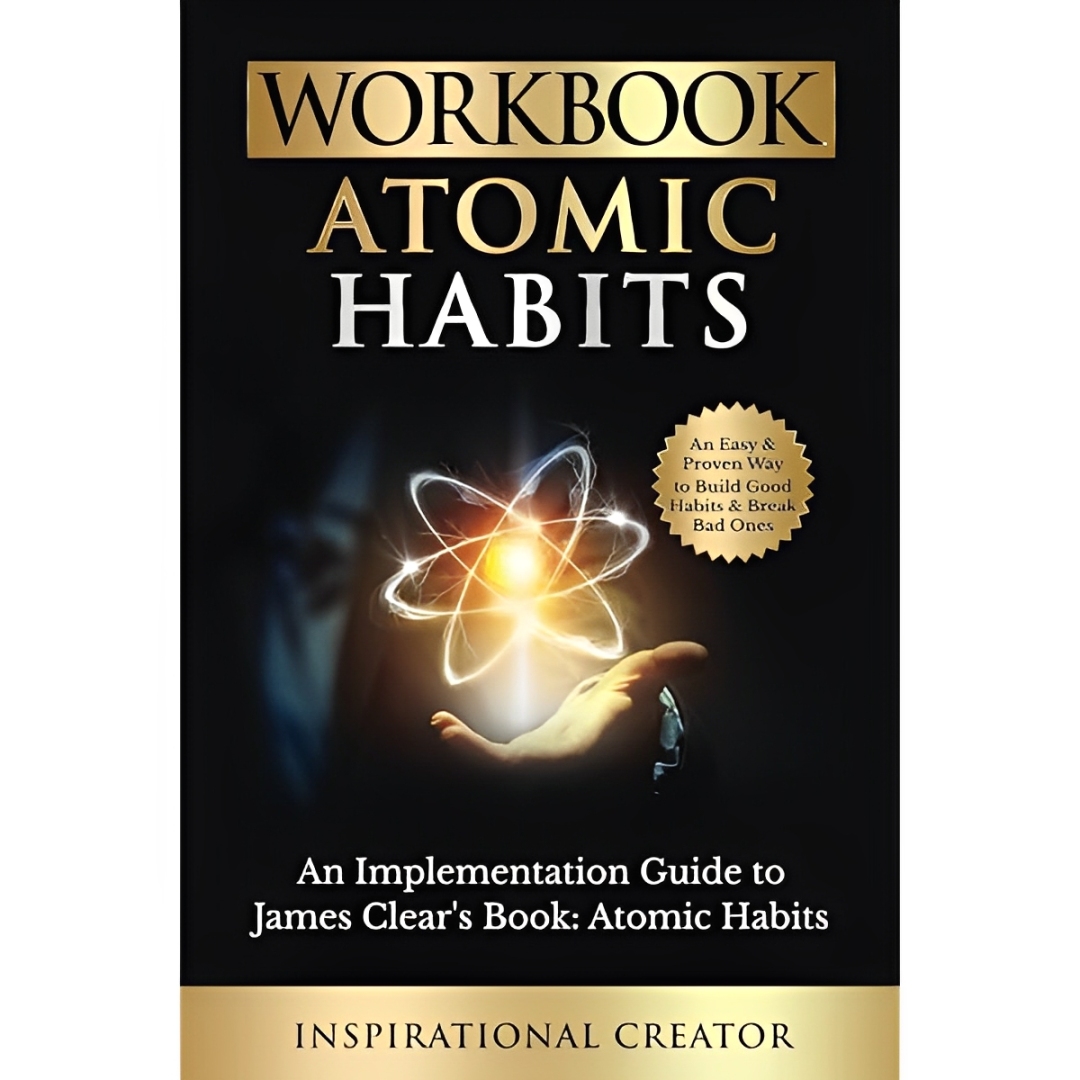 WORKBOOK
ATOMIC
HABITS
An Easy &
Proven Way
to Build Good
Habits & Break
Bad Ones
An Implementation Guide to
James Clear's Book: Atomic Habits
INSPIRATIONAL CREATOR